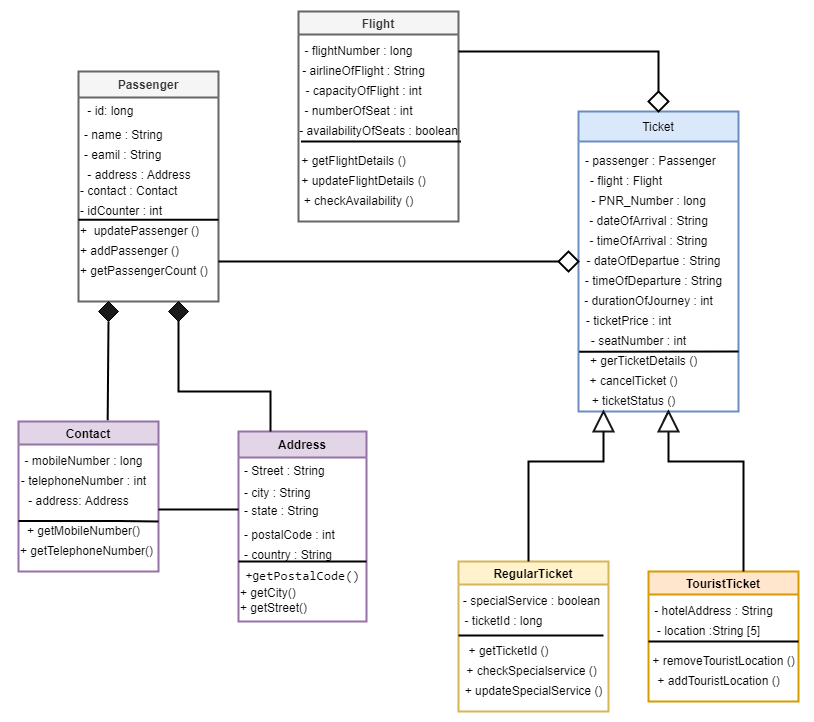 Flight
- flightNumber : long
- airlineOfFlight : String
- capacityOfFlight : int
- numberOfSeat : int
- availabilityOfSeats : boolean
+ getFlightDetails ()
+ updateFlightDetails ()
+ checkAvailability ()
Passenger
- id: long
- name : String
- eamil : String
- address : Address
- contact : Contact
- idCounter : int
+ updatePassenger ()
+ addPassenger ()
+ getPassengerCount ()
Ticket
- passenger : Passenger
- flight : Flight
- PNR_Number : long
- dateOfArrival : String
- timeOfArrival : String
- dateOfDepartue : String
- timeOfDeparture : String
- durationOfJourney : int
- ticketPrice : int
- seatNumber : int
+ gerTicketDetails ()
+ cancelTicket ()
+ ticketStatus ()
Contact
- mobileNumber : long
- telephoneNumber : int
- address: Address
+ getMobileNumber()
+ getTelephoneNumber()
Address
- Street : String
- city : String
- state : String
- postalCode : int
- country : String
+getPostalCode()
+ getCity()
+ getStreet()
RegularTicket
- specialService : boolean
- ticketId : long
+ getTicketId ()
+ checkSpecialservice ()
+ updateSpecialService ()
TouristTicket
- hotelAddress : String
- location :String [5]
+ removeTouristLocation ()
+ addTouristLocation ()